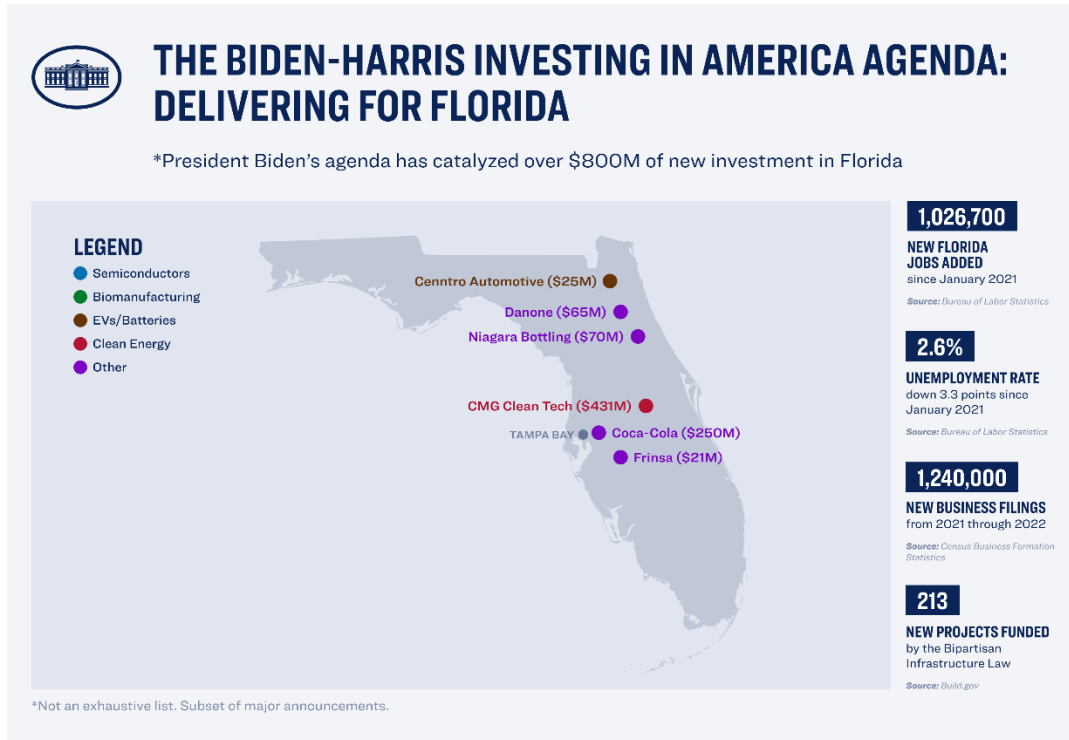 THE BIDEN-HARRIS INVESTING IN AMERICA AGENDA:
DELIVERING FOR FLORIDA
*President Biden's agenda has catalyzed over $800M of new investment in Florida
LEGEND
Semiconductors
Biomanufacturing
EVs/Batteries
Clean Energy
Other
Cenntro Automotive ($25M)
Danone ($65M)
Niagara Bottling ($70M)
CMG Clean Tech ($431M)
TAMPA BAY
Coca-Cola ($250M)
Frinsa ($21M)
1,026,700
NEW FLORIDA
JOBS ADDED
since January 2021
Source: Bureau of Labor Statistics
2.6%
UNEMPLOYMENT RATE
down 3.3 points since
January 2021
Source: Bureau of Labor Statistics
1,240,000
NEW BUSINESS FILINGS
from 2021 through 2022
Source: Census Business Formation
Statistics
213
NEW PROJECTS FUNDED
by the Bipartisan
Infrastructure Law
Source: Build.gov
*Not an exhaustive list. Subset of major announcements.